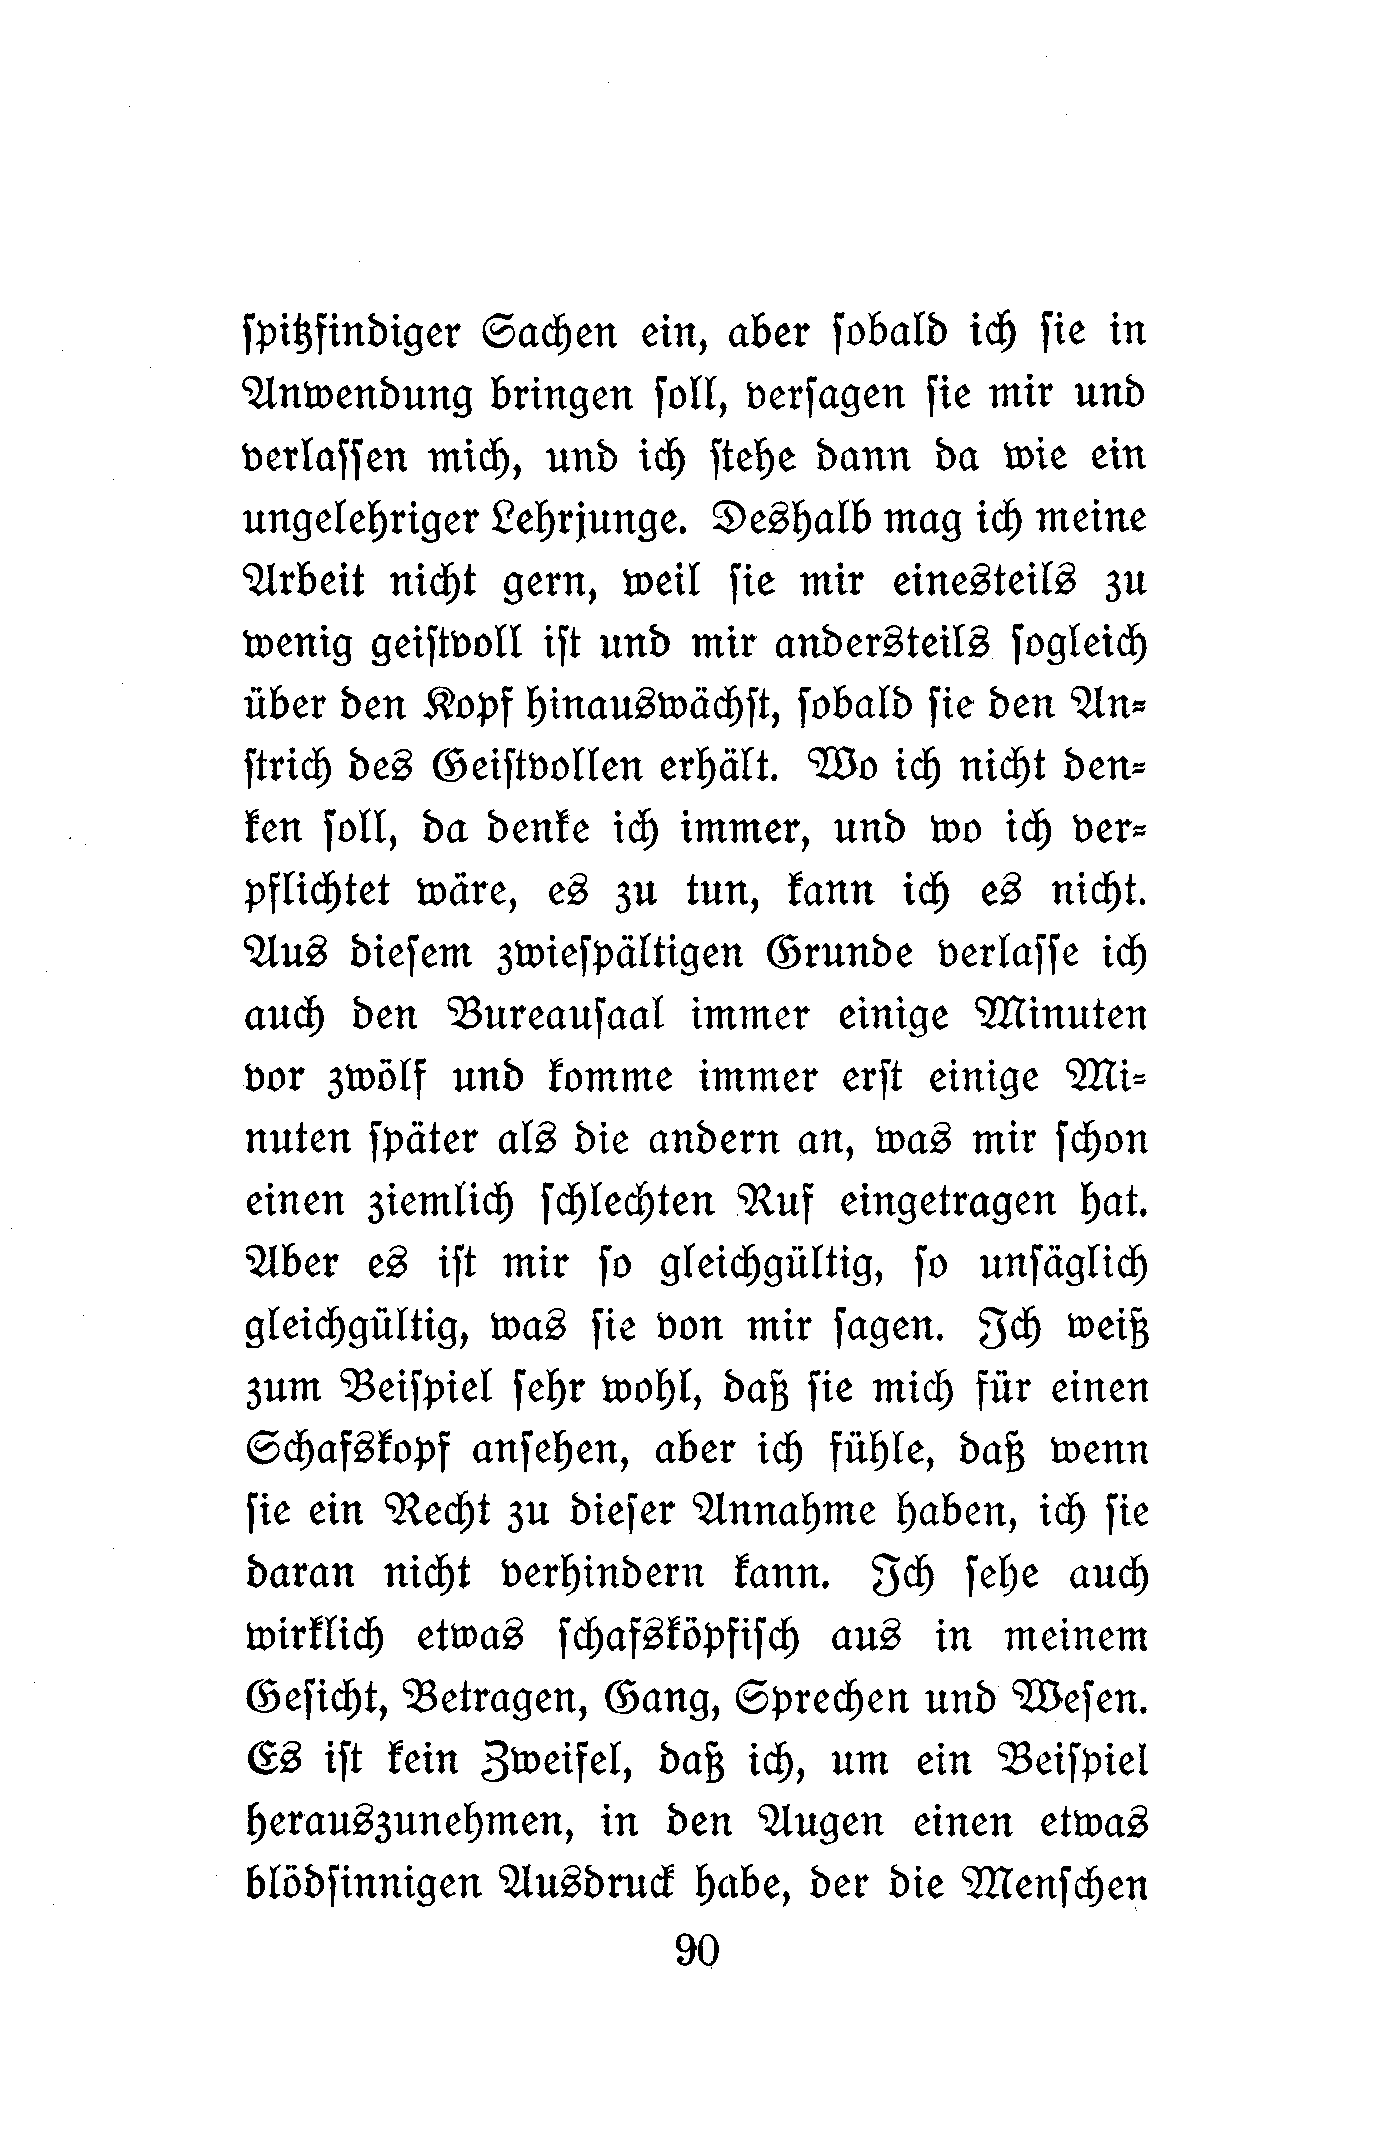 spitzfindiger Sachen ein, aber sobald ich sie in
Anwendung bringen soll, versagen sie mir und
verlassen mich, und ich stehe dann da wie ein
ungelehriger Lehrjunge. Deshalb mag ich meine
Arbeit nicht gern, weil sie mir einesteils zu
wenig geistvoll ist und mir andersteils sogleich
über den Kopf hinauswächst, sobald sie den An-
strich des Geistvollen erhält. Wo ich nicht den-
ken soll, da denke ich immer, und wo ich ver-
pflichtet wäre, es zu tun, kann ich es nicht.
Aus diesem zwiespältigen Grunde verlasse ich
auch den Bureausaal immer einige Minuten
vor zwölf und komme immer erst einige Mi-
nuten später als die andern an, was mir schon
einen ziemlich schlechten Ruf eingetragen hat.
Aber es ist mir so gleichgültig, so unsäglich
gleichgültig, was sie von mir sagen. Ich weiß
zum Beispiel sehr wohl, daß sie mich für einen
Schafskopf ansehen, aber ich fühle, daß wenn
sie ein Recht zu dieser Annahme haben, ich sie
daran nicht verhindern kann. Ich sehe auch
wirklich etwas schafsköpfisch aus in meinem
Gesicht, Betragen, Gang, Sprechen und Wesen.
Es ist kein Zweifel, daß ich, um ein Beispiel
herauszunehmen, in den Augen einen etwas
blödsinnigen Ausdruck habe, der die Menschen
90